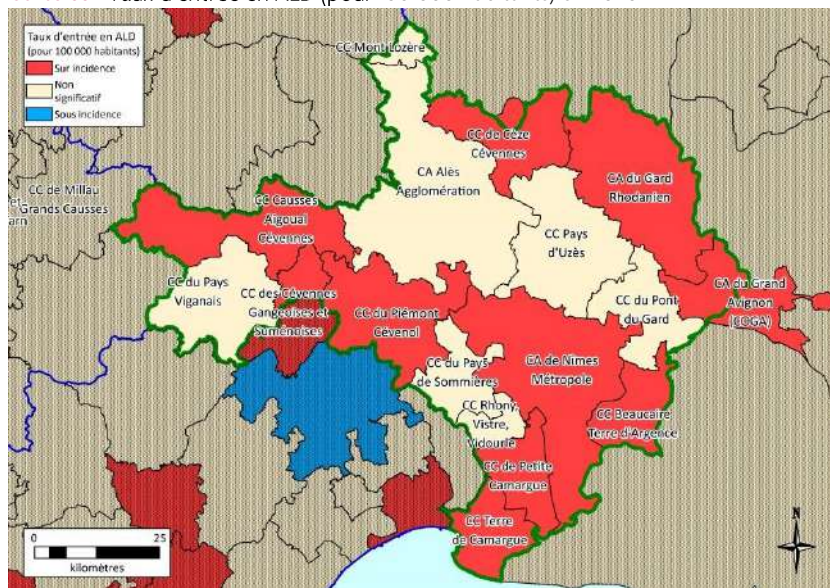 Taux d'entrée en ALD
(pour 100 000 habitants)
Sur incidence
Non
significatif
Sous incidence
CC Mont Lozère
CC de Cèze
Cévennes
CA Alès
Agglomération
CA du Gard
Rhodanien
CC de Millau
Grands Causses
arn
CC Causses
Aigoual
Cévennes
CC Pays
d'Uzès
CC du Pays
Viganais
CC des Cévennes
Gangeoises et
Suménoises
CC du Piémont
Cévenol
CC du Pont
du Gard
CA du Grand
Avignon
(COGA)
CC du Pays
de Sommières
CA de Nîmes
Métropole
CC Rhony,
Vistre,
Vidourle
CC Beaucaire
Terre d'Argence
CC de Petite
Camargue
CC Terre
de Camargue
N
0 25
kilomètres